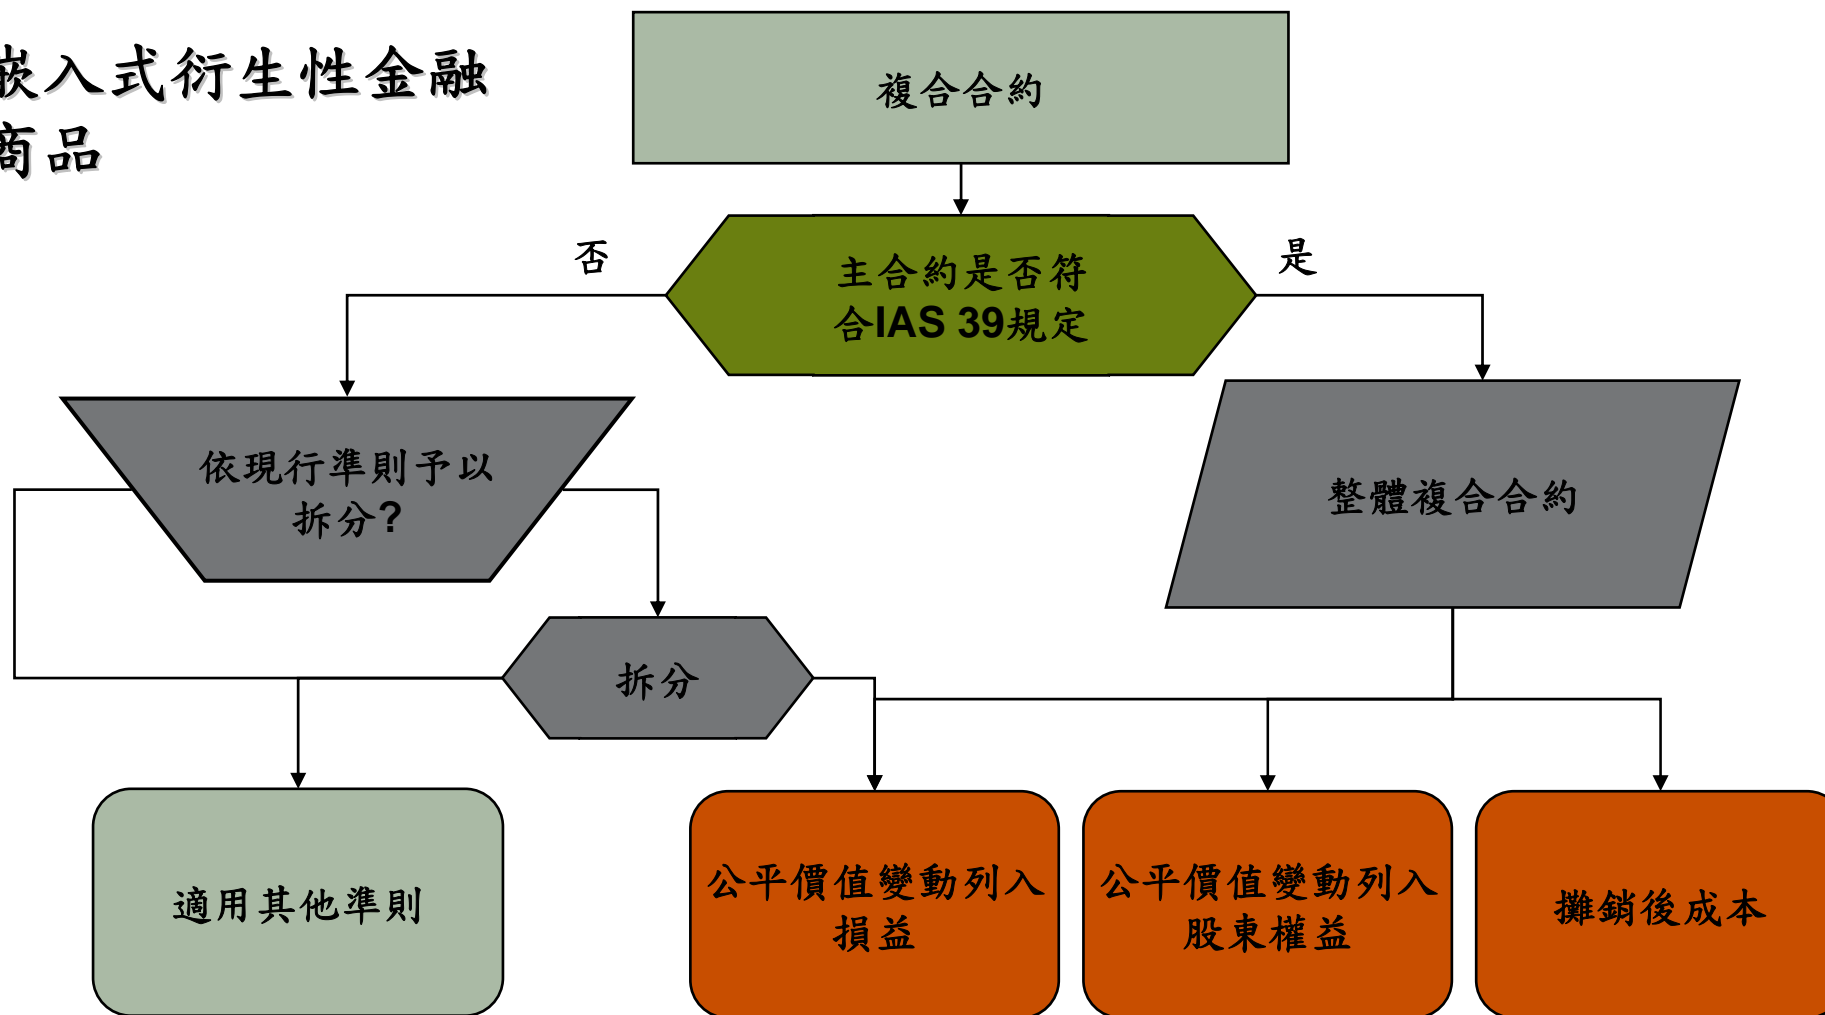 嵌入式衍生性金融
商品
複合合約
否
是
主合約是否符
合IAS 39規定
依現行準則予以
拆分?
整體複合合約
拆分
適用其他準則
公平價值變動列入
損益
公平價值變動列入
股東權益
攤銷後成本